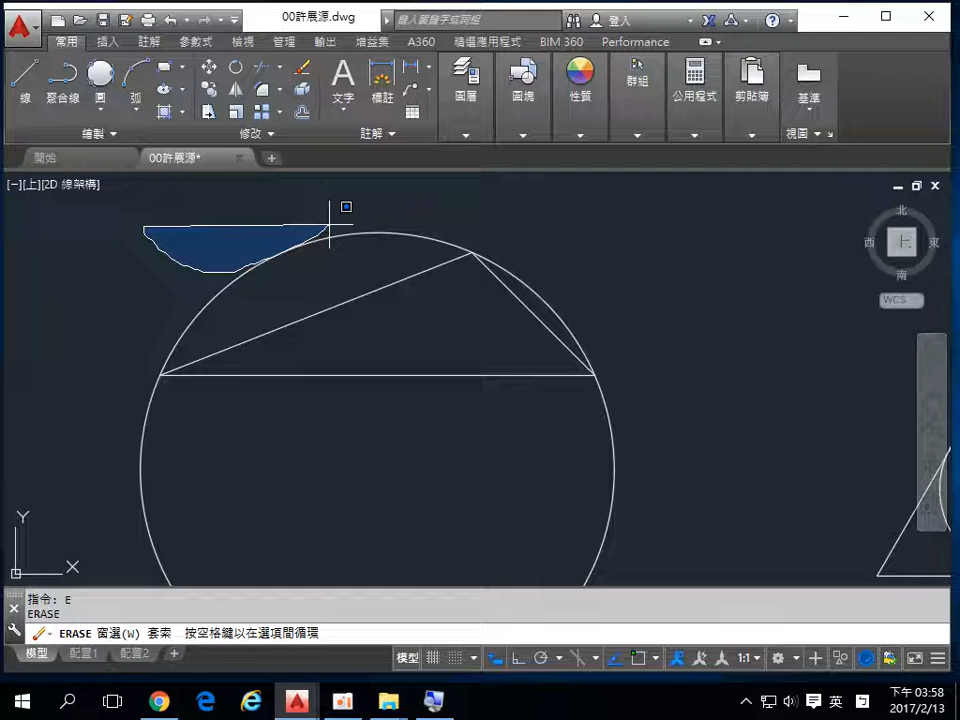 00許展源.dwg
鍵入關鍵字或片語
登入
常用 插入 註解 參數式 檢視 管理 輸出 增益集 A360 精選應用程式 BIM 360 Performance
線 聚合線 圓 弧 文字 標註 圖層 圖塊 性質 群組 公用程式 剪貼簿 基準
繪製 修改 註解 視圖
開始 00許展源*
[−][上][2D 線架構]
北
西 上 東
南
WCS
Y
X
指令: E
ERASE
ERASE 窗選(W) 套索 按空格鍵以在選項間循環
模型 配置1 配置2
模型 1:1
英
下午 03:58
2017/2/13